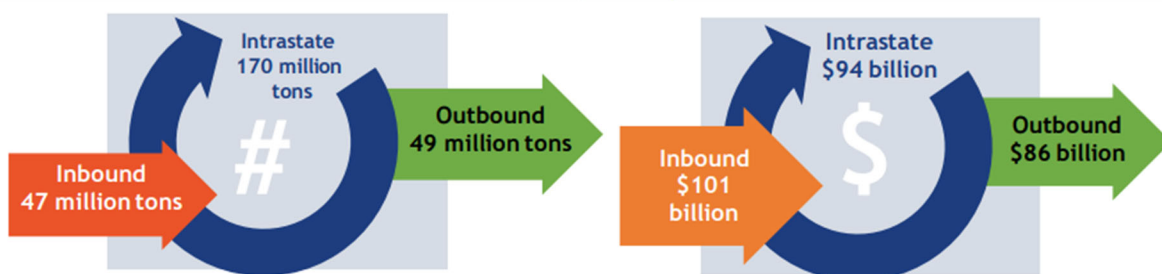 Intrastate
170 million
tons
#
Outbound
49 million tons
Inbound
47 million tons
Intrastate
$94 billion
$
Outbound
$86 billion
Inbound
$101
billion